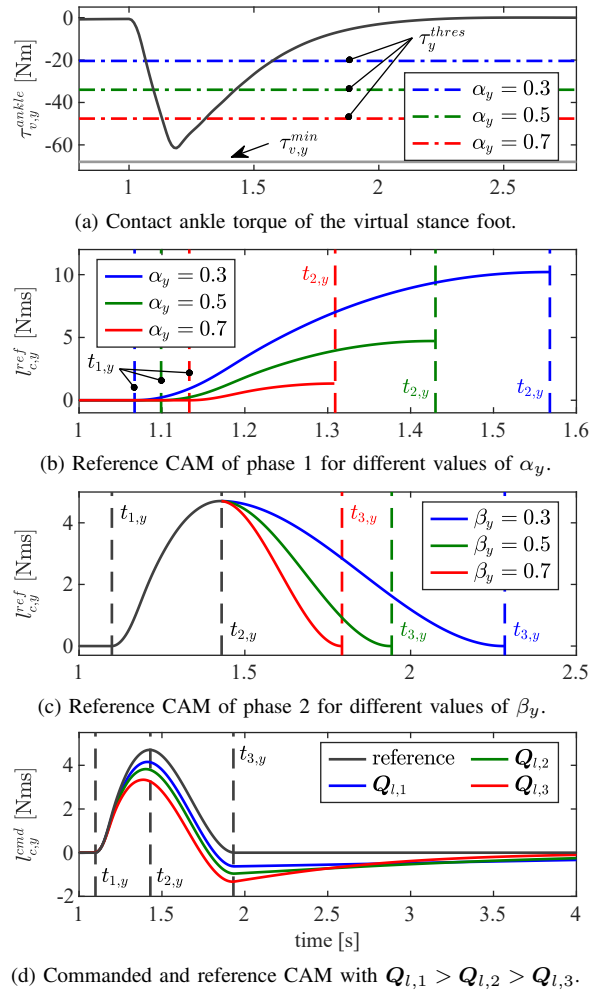 0
-20
-40
-60
τ_{v,y}^{ankle} [Nm]
τ_y^{thres}
τ_{v,y}^{min}
α_y = 0.3
α_y = 0.5
α_y = 0.7
1 1.5 2 2.5
(a) Contact ankle torque of the virtual stance foot.
10
5
0
l_{c,y}^{ref} [Nms]
α_y = 0.3
α_y = 0.5
α_y = 0.7
t_{1,y}
t_{2,y}
t_{2,y}
t_{2,y}
1 1.1 1.2 1.3 1.4 1.5 1.6
(b) Reference CAM of phase 1 for different values of α_y.
4
2
0
l_{c,y}^{ref} [Nms]
t_{1,y}
t_{2,y}
t_{3,y}
t_{3,y}
t_{3,y}
β_y = 0.3
β_y = 0.5
β_y = 0.7
1 1.5 2 2.5
(c) Reference CAM of phase 2 for different values of β_y.
4
2
0
-2
l_{c,y}^{cmd} [Nms]
t_{1,y}
t_{2,y}
t_{3,y}
reference
Q_{l,1}
Q_{l,2}
Q_{l,3}
1 1.5 2 2.5 3 3.5 4
time [s]
(d) Commanded and reference CAM with Q_{l,1} > Q_{l,2} > Q_{l,3}.